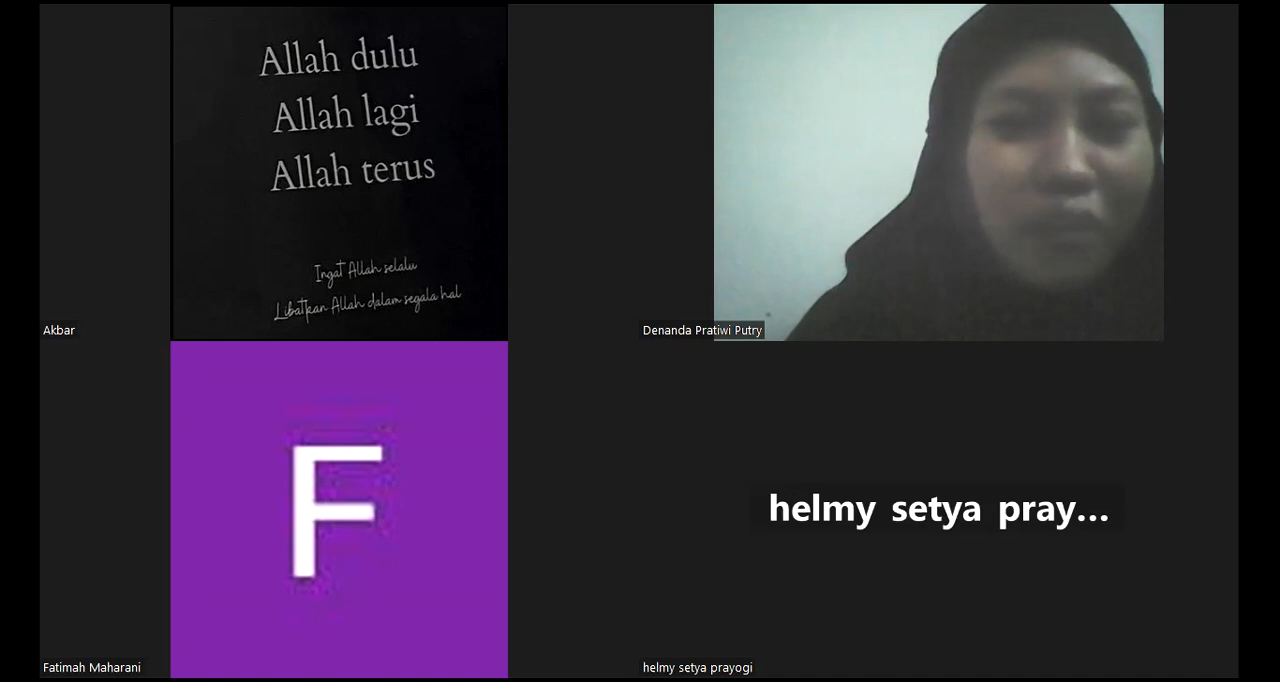 Allah dulu
Allah lagi
Allah terus
Ingat Allah selalu
Libatkan Allah dalam segala hal
Akbar
Denanda Pratiwi Putry
F
Fatimah Maharani
helmy setya pray...
helmy setya prayogi